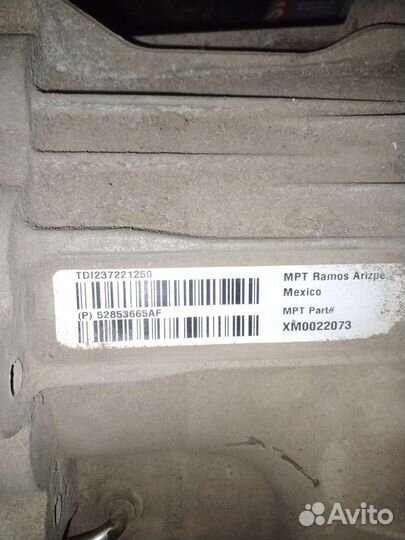 TDI237221250
(P) 52853665AF
MPT Ramos Arizpe
Mexico
MPT Part#
XM0022073
Avito